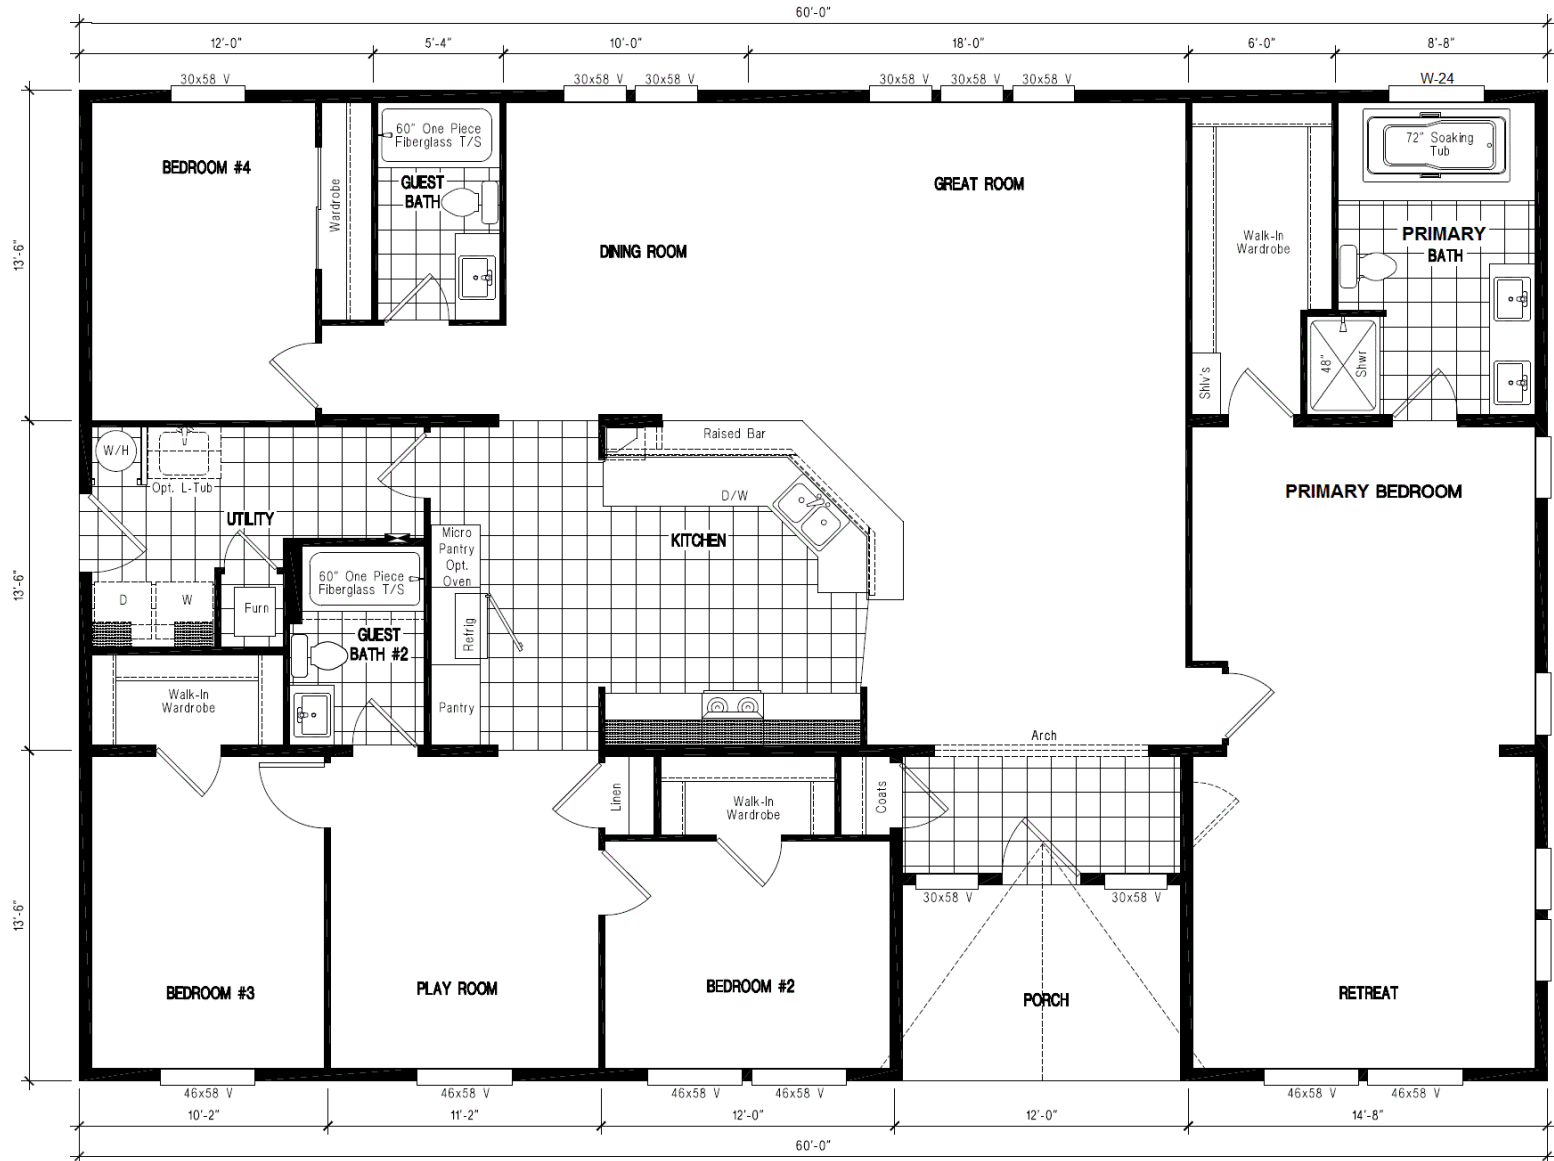 60'-0"
12'-0"
5'-4"
10'-0"
18'-0"
6'-0"
8'-8"
30x58 V
30x58 V
30x58 V
30x58 V
30x58 V
30x58 V
W-24
13'-6"
BEDROOM #4
Wardrobe
60" One Piece
Fiberglass T/S
GUEST
BATH
DINING ROOM
GREAT ROOM
Walk-In
Wardrobe
Shlv's
72" Soaking
Tub
PRIMARY
BATH
48"
Shwr
13'-6"
W/H
Opt. L-Tub
UTILITY
D
W
Furn
60" One Piece
Fiberglass T/S
GUEST
BATH #2
Micro
Pantry
Opt.
Oven
Refrig
Pantry
Raised Bar
D/W
KITCHEN
PRIMARY BEDROOM
Walk-In
Wardrobe
Arch
13'-6"
Linen
Walk-In
Wardrobe
Coats
30x58 V
30x58 V
BEDROOM #3
PLAY ROOM
BEDROOM #2
PORCH
RETREAT
46x58 V
46x58 V
46x58 V
46x58 V
46x58 V
46x58 V
10'-2"
11'-2"
12'-0"
12'-0"
14'-8"
60'-0"